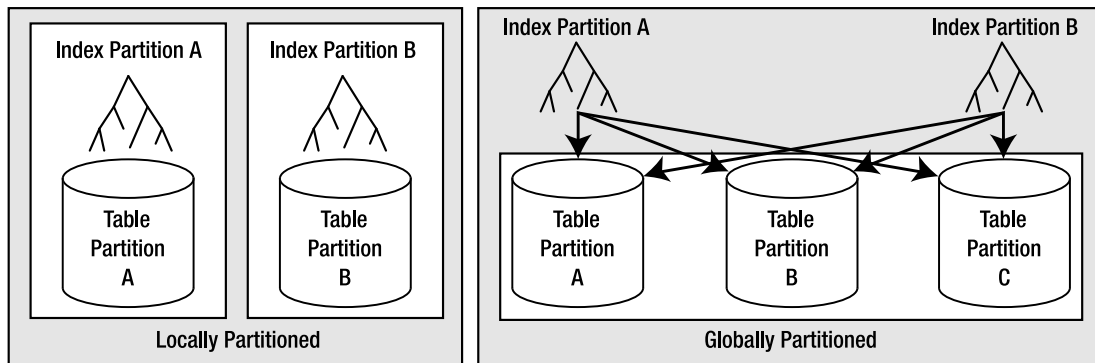 Index Partition A
Index Partition B
Table
Partition
A
Table
Partition
B
Locally Partitioned
Index Partition A
Index Partition B
Table
Partition
A
Table
Partition
B
Table
Partition
C
Globally Partitioned